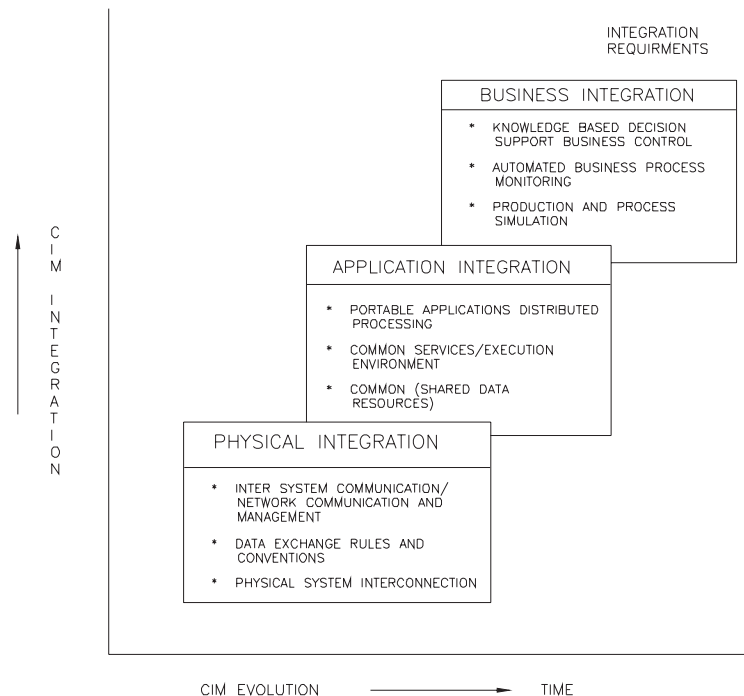 INTEGRATION
REQUIRMENTS
BUSINESS INTEGRATION
* KNOWLEDGE BASED DECISION
SUPPORT BUSINESS CONTROL
* AUTOMATED BUSINESS PROCESS
MONITORING
* PRODUCTION AND PROCESS
SIMULATION
APPLICATION INTEGRATION
* PORTABLE APPLICATIONS DISTRIBUTED
PROCESSING
* COMMON SERVICES/EXECUTION
ENVIRONMENT
* COMMON (SHARED DATA
RESOURCES)
PHYSICAL INTEGRATION
* INTER SYSTEM COMMUNICATION/
NETWORK COMMUNICATION AND
MANAGEMENT
* DATA EXCHANGE RULES AND
CONVENTIONS
* PHYSICAL SYSTEM INTERCONNECTION
CIM INTEGRATION
CIM EVOLUTION TIME